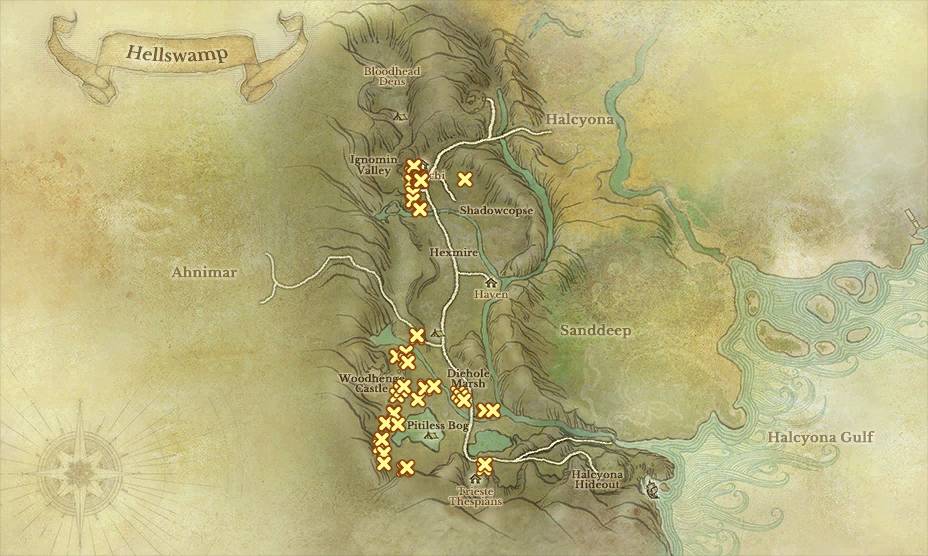 Hellswamp
Bloodhead
Dens
Halcyona
Ignomin
Valley
Shadowcopse
Hexmire
Ahnimar
Haven
Sanddeep
Woodhenge
Castle
Diehole
Marsh
Pitiless Bog
Halcyona Gulf
Halcyona
Hideout
Trieste
Thespians